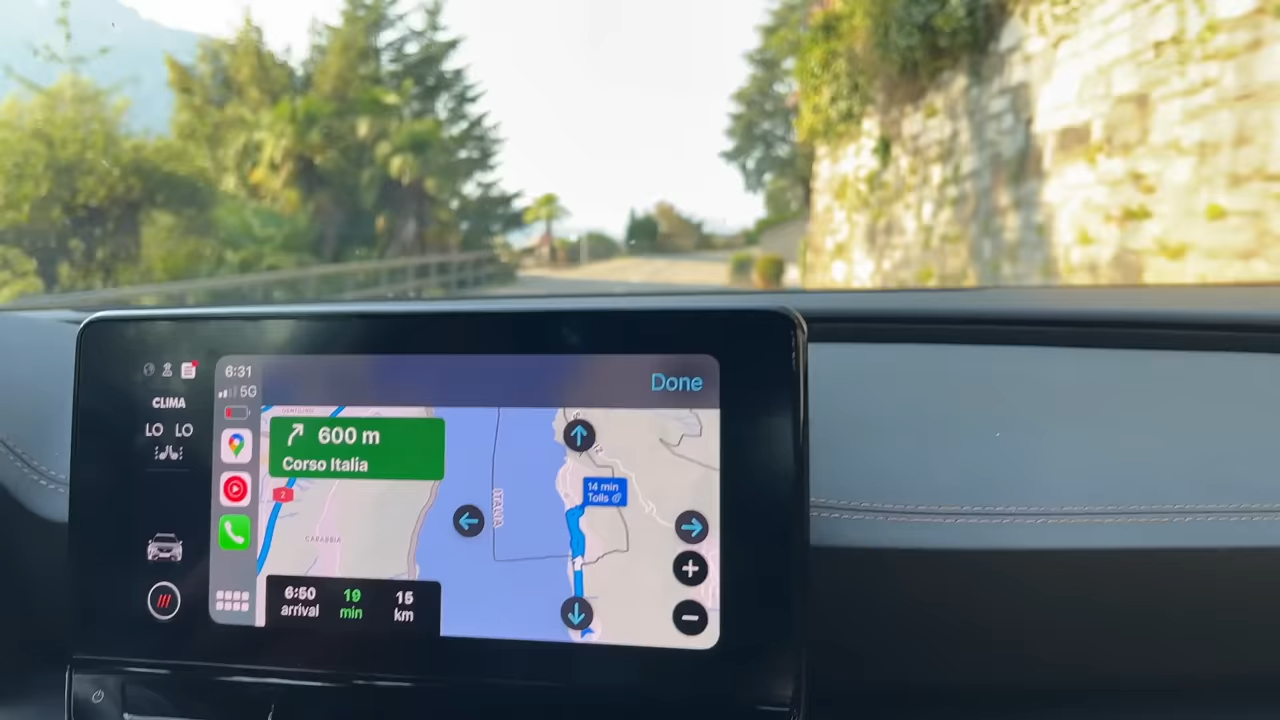 6:31
5G
CLIMA
LO LO
Done
600 m
Corso Italia
2
CARABBIA
ITALIA
14 min
Tolls
6:50
arrival
19
min
15
km